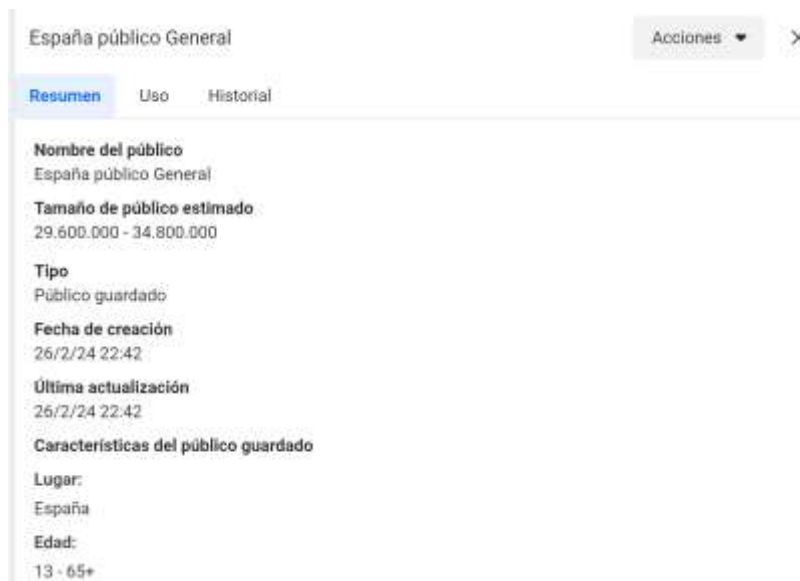 España público General
Acciones
Resumen Uso Historial
Nombre del público
España público General
Tamaño de público estimado
29.600.000 - 34.800.000
Tipo
Público guardado
Fecha de creación
26/2/24 22:42
Última actualización
26/2/24 22:42
Características del público guardado
Lugar:
España
Edad:
13 - 65+